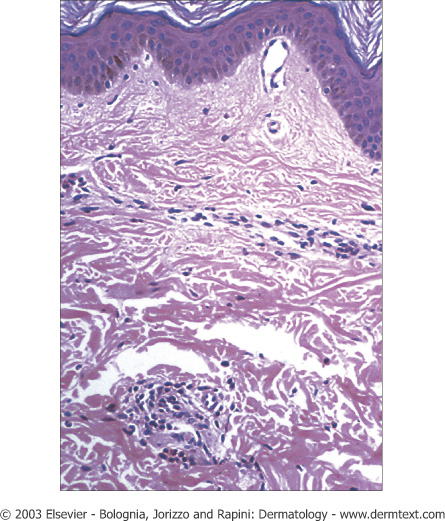 © 2003 Elsevier - Bolognia, Jorizzo and Rapini: Dermatology - www.dermtext.com